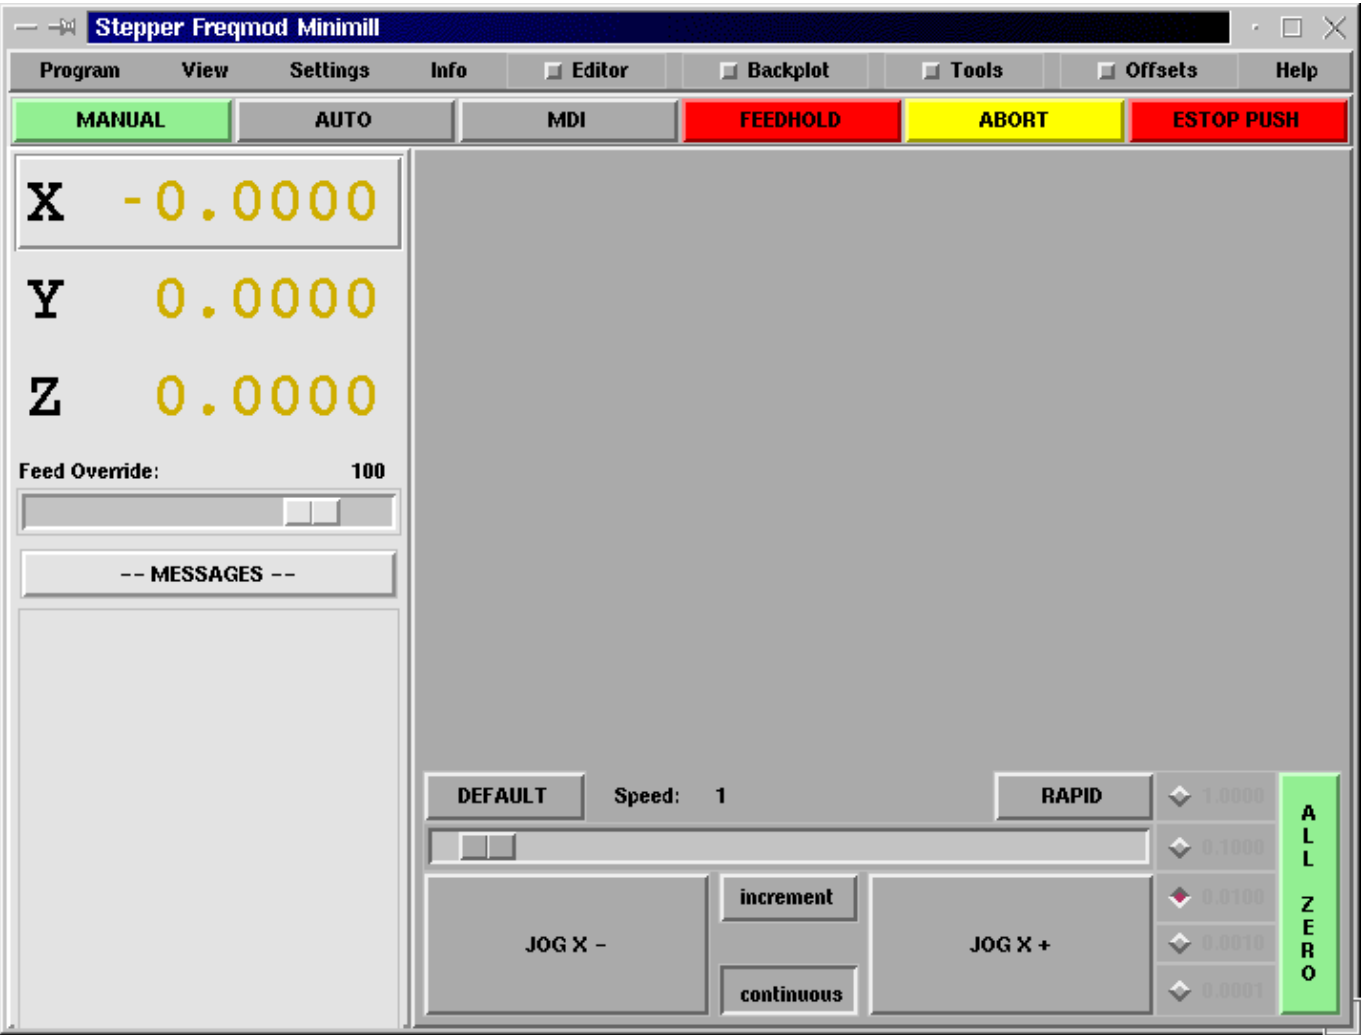 Stepper Freqmod Minimill
Program View Settings Info Editor Backplot Tools Offsets Help
MANUAL AUTO MDI FEEDHOLD ABORT ESTOP PUSH
X -0.0000
Y 0.0000
Z 0.0000
Feed Override: 100
-- MESSAGES --
DEFAULT Speed: 1 RAPID
1.0000
0.1000
0.0100
0.0010
0.0001
increment
JOG X - JOG X +
continuous
ALL ZERO